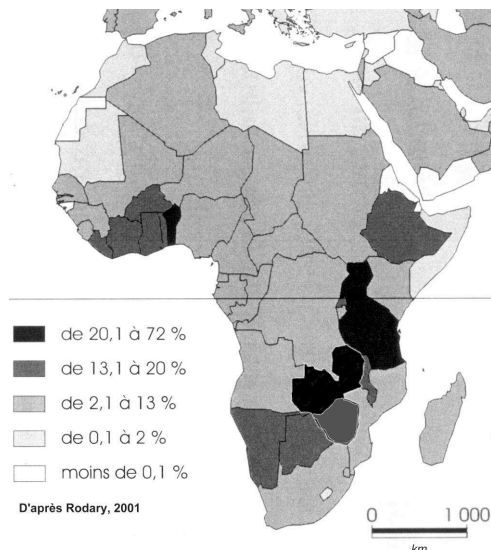 de 20,1 à 72 %
de 13,1 à 20 %
de 2,1 à 13 %
de 0,1 à 2 %
moins de 0,1 %
D'après Rodary, 2001
0 1 000
km